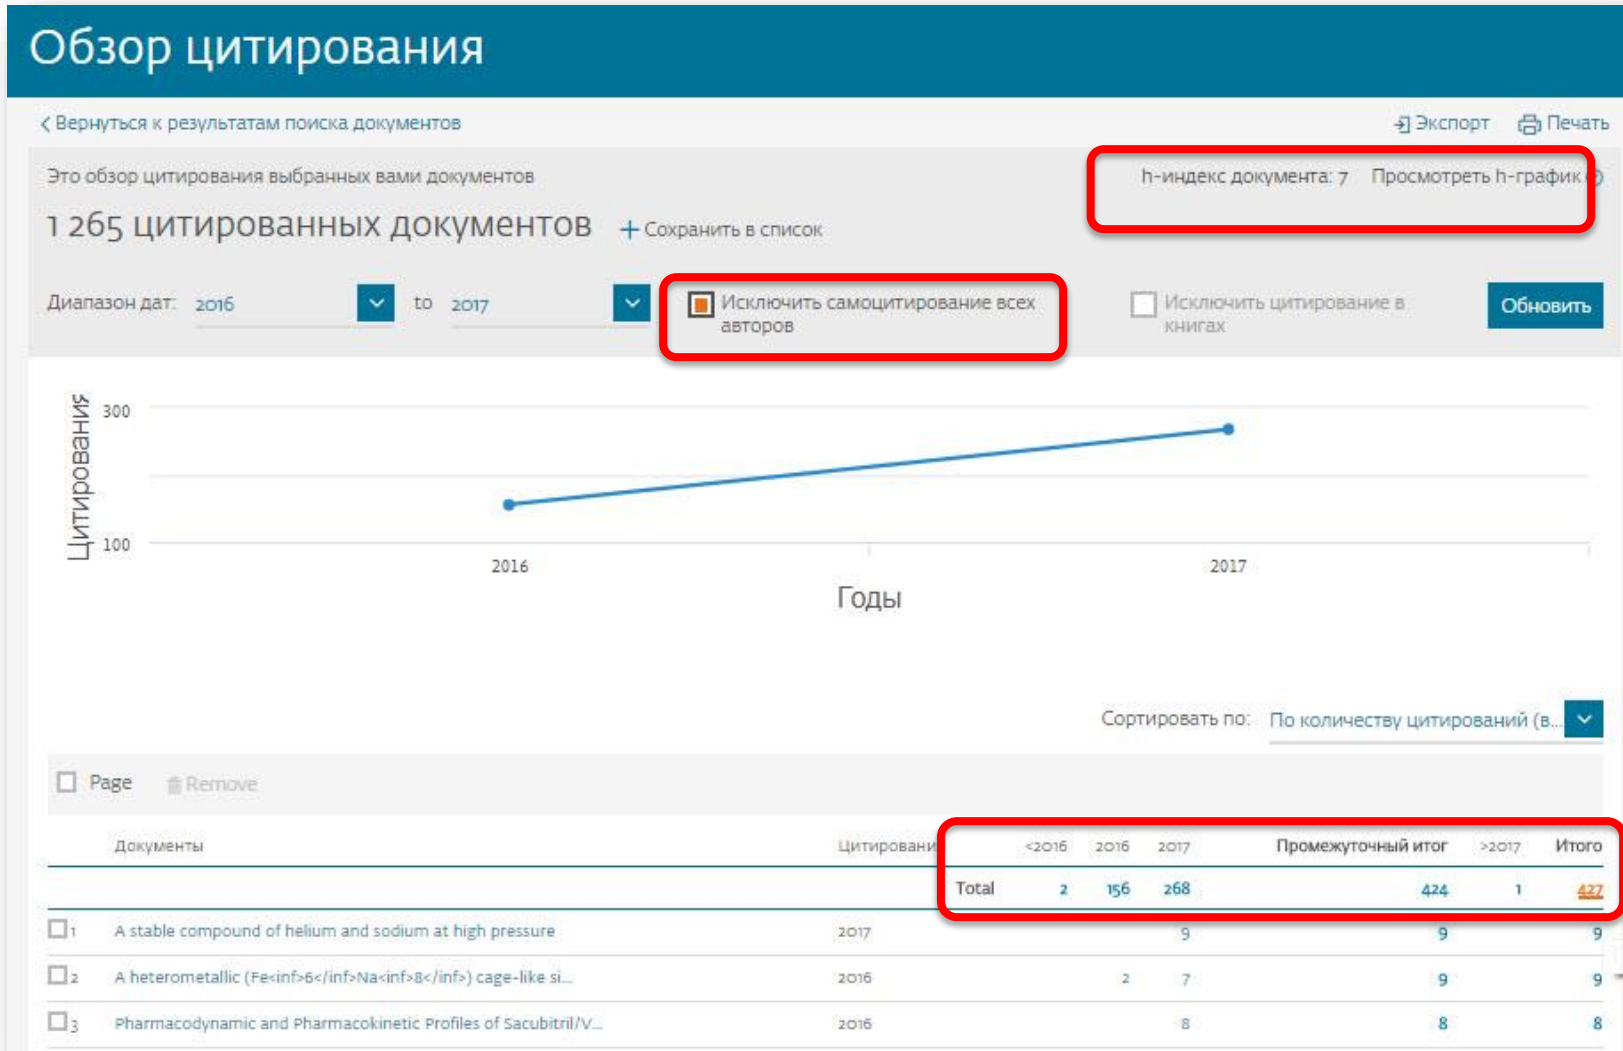 Обзор цитирования
Вернуться к результатам поиска документов Экспорт Печать
Это обзор цитирования выбранных вами документов h-индекс документа: 7 Просмотреть h-график
1 265 цитированных документов + Сохранить в список
Диапазон дат: 2016 to 2017 Исключить самоцитирование всех авторов Исключить цитирование в книгах Обновить
Цитирования
300
100
2016 2017
Годы
Сортировать по: По количеству цитирований (в...
Page Remove
Документы Цитировани <2016 2016 2017 Промежуточный итог >2017 Итого
Total 2 156 268 424 1 427
1 A stable compound of helium and sodium at high pressure 2017 9 9 9
2 A heterometallic (Fe<inf>6</inf>Na<inf>8</inf>) cage-like si... 2016 2 7 9 9
3 Pharmacodynamic and Pharmacokinetic Profiles of Sacubitril/V... 2016 8 8 8